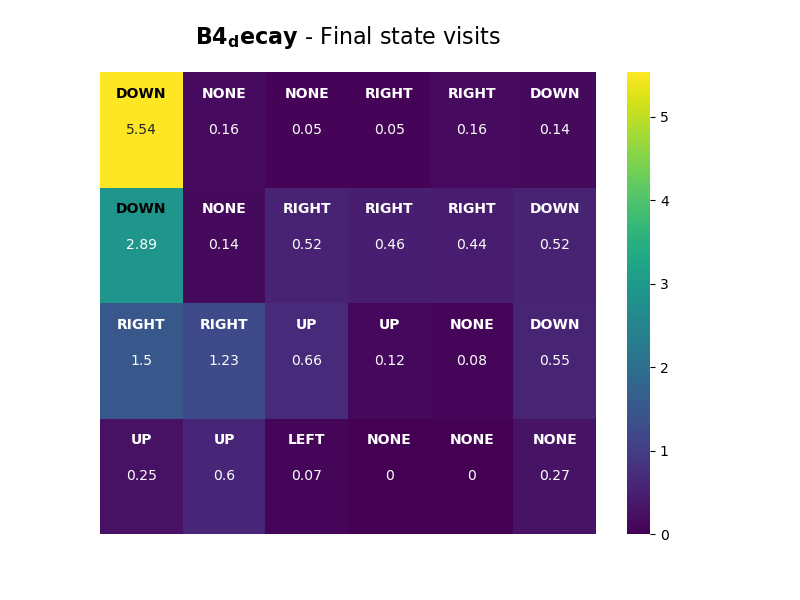 B4_decay - Final state visits
DOWN NONE NONE RIGHT RIGHT DOWN
5.54 0.16 0.05 0.05 0.16 0.14
DOWN NONE RIGHT RIGHT RIGHT DOWN
2.89 0.14 0.52 0.46 0.44 0.52
RIGHT RIGHT UP UP NONE DOWN
1.5 1.23 0.66 0.12 0.08 0.55
UP UP LEFT NONE NONE NONE
0.25 0.6 0.07 0 0 0.27
5
4
3
2
1
0